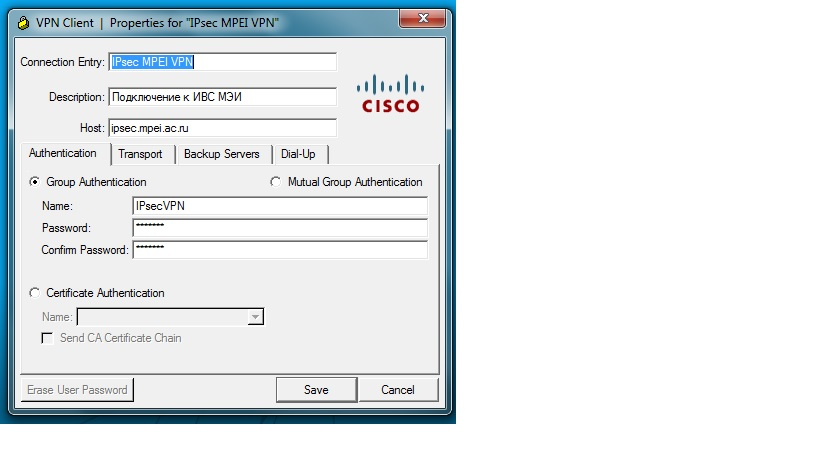 VPN Client | Properties for "IPsec MPEI VPN"
Connection Entry: IPsec MPEI VPN
Description: Подключение к ИВС МЭИ
CISCO
Host: ipsec.mpei.ac.ru
Authentication Transport Backup Servers Dial-Up
Group Authentication Mutual Group Authentication
Name: IPsecVPN
Password: *******
Confirm Password: *******
Certificate Authentication
Name:
Send CA Certificate Chain
Erase User Password Save Cancel